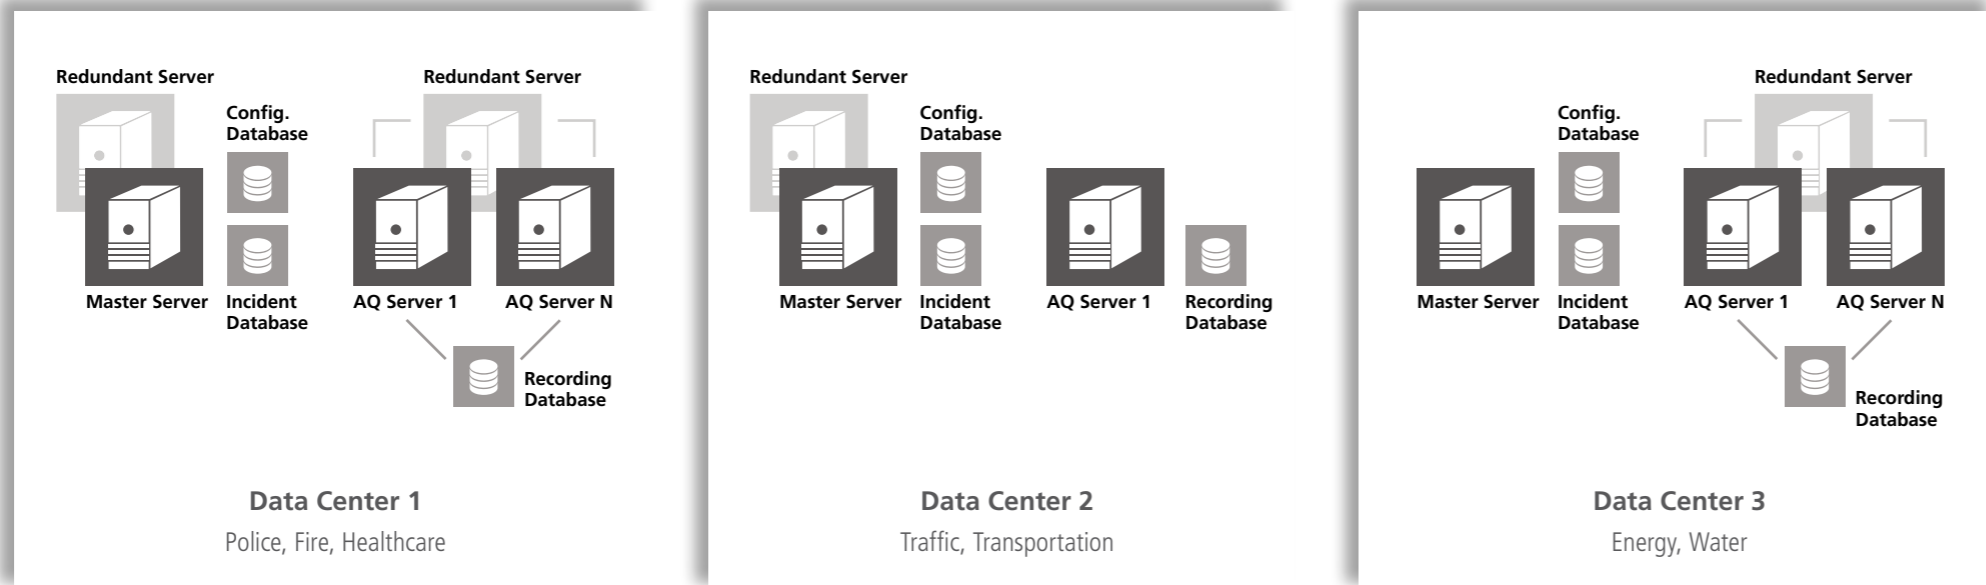 Redundant Server
Config.
Database
Master Server
Incident
Database
Redundant Server
AQ Server 1
AQ Server N
Recording
Database
Data Center 1
Police, Fire, Healthcare
Redundant Server
Config.
Database
Master Server
Incident
Database
AQ Server 1
Recording
Database
Data Center 2
Traffic, Transportation
Config.
Database
Master Server
Incident
Database
Redundant Server
AQ Server 1
AQ Server N
Recording
Database
Data Center 3
Energy, Water